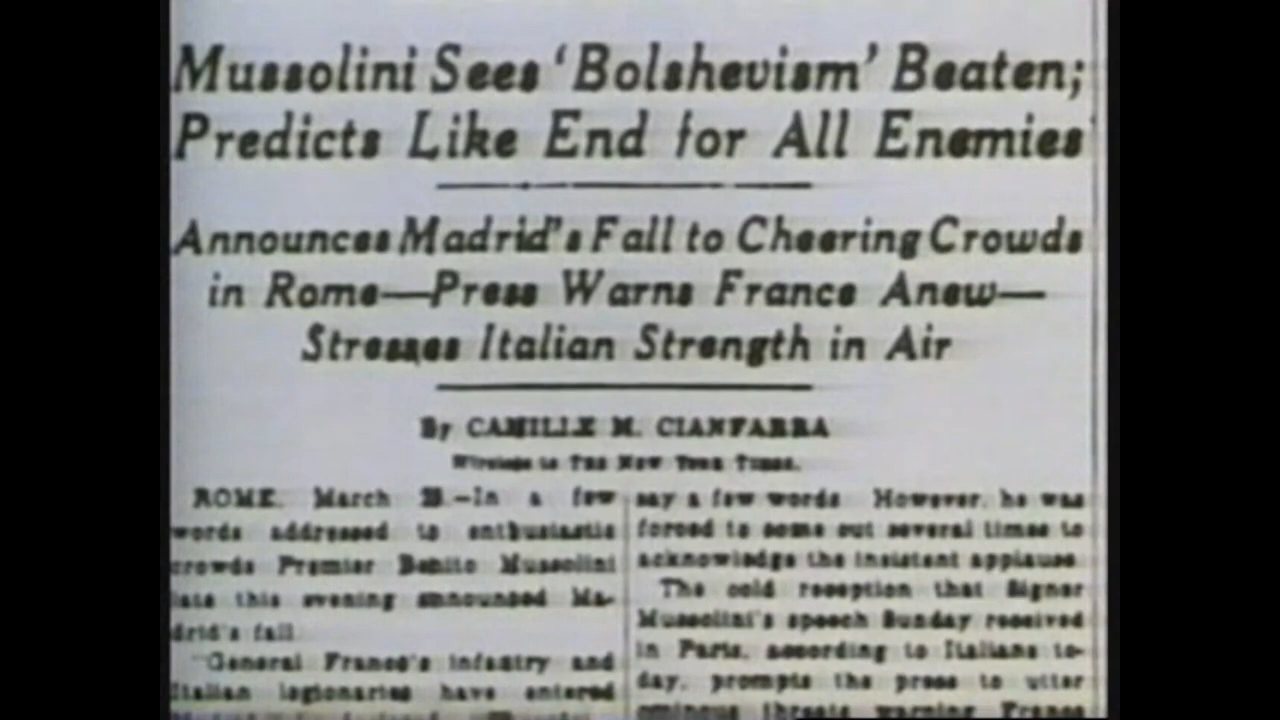 Mussolini Sees 'Bolshevism' Beaten;
Predicts Like End for All Enemies
Announces Madrid's Fall to Cheering Crowds
in Rome—Press Warns France Anew—
Stresses Italian Strength in Air
By CAMILLE M. CIANFARRA
Wireless to THE NEW YORK TIMES.
ROME, March 28.—In a few
words addressed to enthusiastic
crowds Premier Benito Mussolini
late this evening announced Ma-
drid's fall.
"General Franco's infantry and
Italian legionaries have entered
say a few words. However, he was
forced to come out several times to
acknowledge the insistent applause.
The cold reception that Signor
Mussolini's speech Sunday received
in Paris, according to Italians to-
day, prompts the press to utter
ominous threats warning France